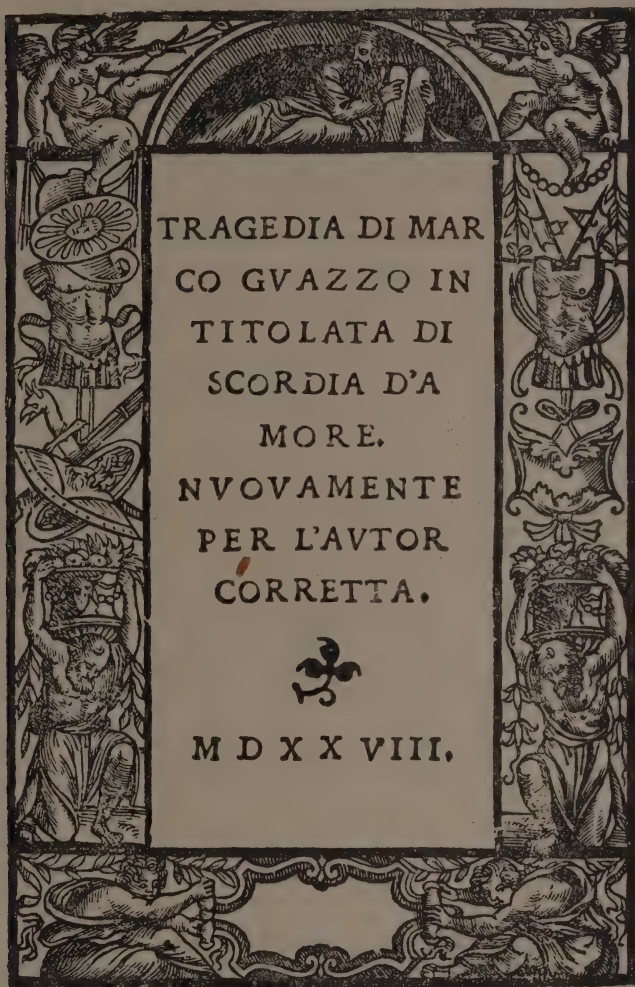 TRAGEDIA DI MAR
CO GVAZZO IN
TITOLATA DI
SCORDIA D'A
MORE.
NVOVAMENTE
PER L'AVTOR
CORRETTA.
M D X X VIII.